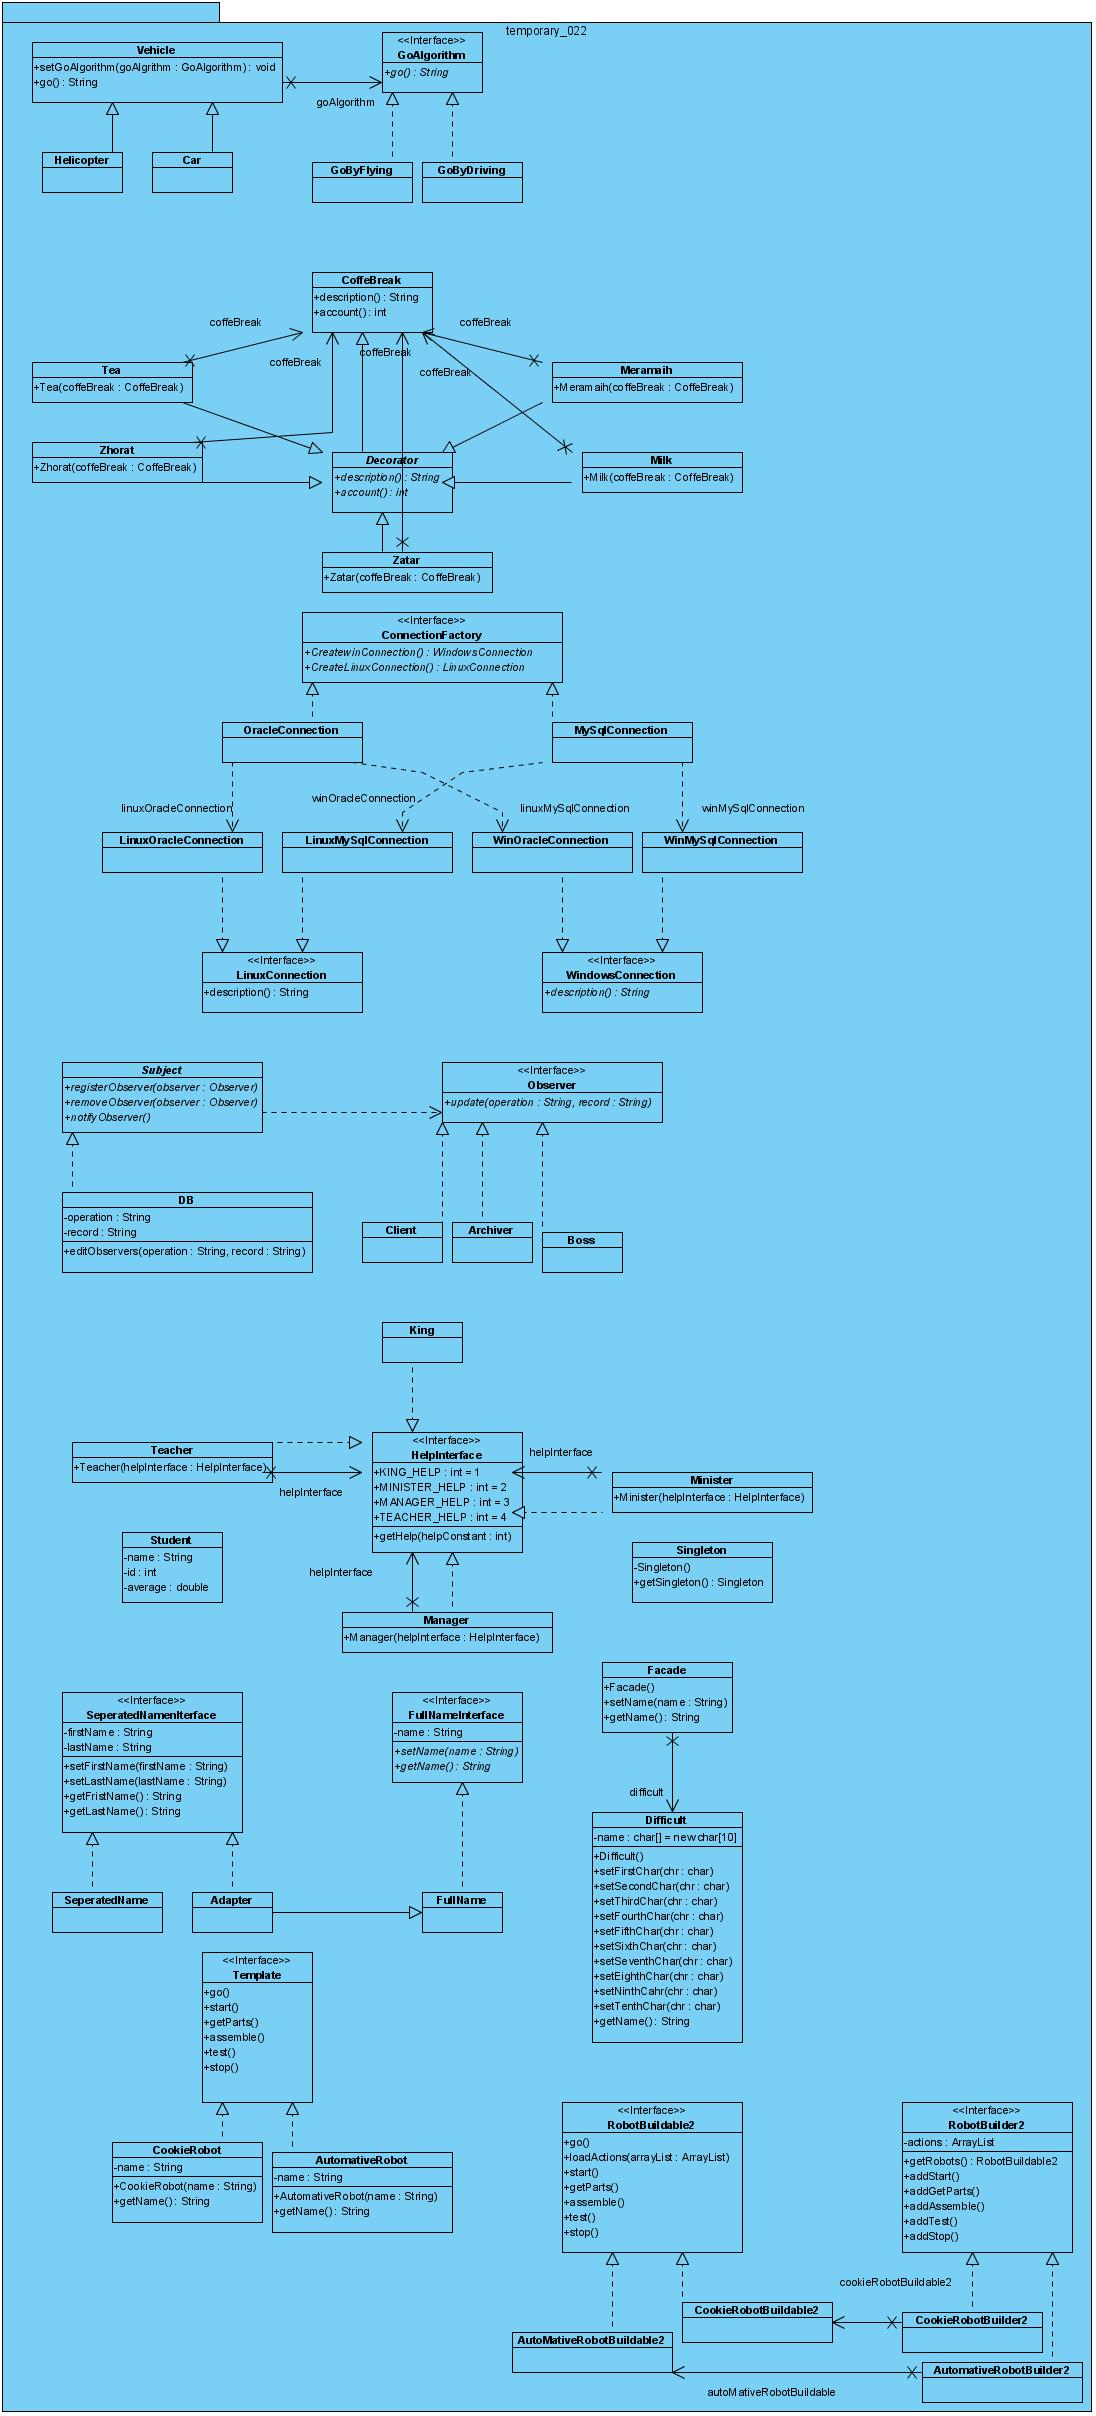 temporary_022
Vehicle
+setGoAlgorithm(goAlgrithm : GoAlgorithm) : void
+go() : String
<<Interface>>
GoAlgorithm
+go() : String
goAlgorithm
Helicopter
Car
GoByFlying
GoByDriving
CoffeBreak
+description() : String
+account() : int
coffeBreak
coffeBreak
coffeBreak
coffeBreak
coffeBreak
Tea
+Tea(coffeBreak : CoffeBreak)
Meramaih
+Meramaih(coffeBreak : CoffeBreak)
Zhorat
+Zhorat(coffeBreak : CoffeBreak)
Decorator
+description() : String
+account() : int
Milk
+Milk(coffeBreak : CoffeBreak)
Zatar
+Zatar(coffeBreak : CoffeBreak)
<<Interface>>
ConnectionFactory
+CreatewinConnection() : WindowsConnection
+CreateLinuxConnection() : LinuxConnection
OracleConnection
MySqlConnection
linuxOracleConnection
winOracleConnection
linuxMySqlConnection
winMySqlConnection
LinuxOracleConnection
LinuxMySqlConnection
WinOracleConnection
WinMySqlConnection
<<Interface>>
LinuxConnection
+description() : String
<<Interface>>
WindowsConnection
+description() : String
Subject
+registerObserver(observer : Observer)
+removeObserver(observer : Observer)
+notifyObserver()
<<Interface>>
Observer
+update(operation : String, record : String)
DB
-operation : String
-record : String
+editObservers(operation : String, record : String)
Client
Archiver
Boss
King
<<Interface>>
HelpInterface
+KING_HELP : int = 1
+MINISTER_HELP : int = 2
+MANAGER_HELP : int = 3
+TEACHER_HELP : int = 4
+getHelp(helpConstant : int)
Teacher
+Teacher(helpInterface : HelpInterface)
helpInterface
helpInterface
Minister
+Minister(helpInterface : HelpInterface)
Student
-name : String
-id : int
-average : double
Singleton
-Singleton()
+getSingleton() : Singleton
helpInterface
Manager
+Manager(helpInterface : HelpInterface)
Facade
+Facade()
+setName(name : String)
+getName() : String
<<Interface>>
SeperatedNamenIterface
-firstName : String
-lastName : String
+setFirstName(firstName : String)
+setLastName(lastName : String)
+getFristName() : String
+getLastName() : String
<<Interface>>
FullNameInterface
-name : String
+setName(name : String)
+getName() : String
difficult
Difficult
-name : char[] = new char[10]
+Difficult()
+setFirstChar(chr : char)
+setSecondChar(chr : char)
+setThirdChar(chr : char)
+setFourthChar(chr : char)
+setFifthChar(chr : char)
+setSixthChar(chr : char)
+setSeventhChar(chr : char)
+setEighthChar(chr : char)
+setNinthCahr(chr : char)
+setTenthChar(chr : char)
+getName() : String
SeperatedName
Adapter
FullName
<<Interface>>
Template
+go()
+start()
+getParts()
+assemble()
+test()
+stop()
CookieRobot
-name : String
+CookieRobot(name : String)
+getName() : String
AutomativeRobot
-name : String
+AutomativeRobot(name : String)
+getName() : String
<<Interface>>
RobotBuildable2
+go()
+loadActions(arrayList : ArrayList)
+start()
+getParts()
+assemble()
+test()
+stop()
<<Interface>>
RobotBuilder2
-actions : ArrayList
+getRobots() : RobotBuildable2
+addStart()
+addGetParts()
+addAssemble()
+addTest()
+addStop()
cookieRobotBuildable2
CookieRobotBuildable2
CookieRobotBuilder2
AutoMativeRobotBuildable2
AutomativeRobotBuilder2
autoMativeRobotBuildable